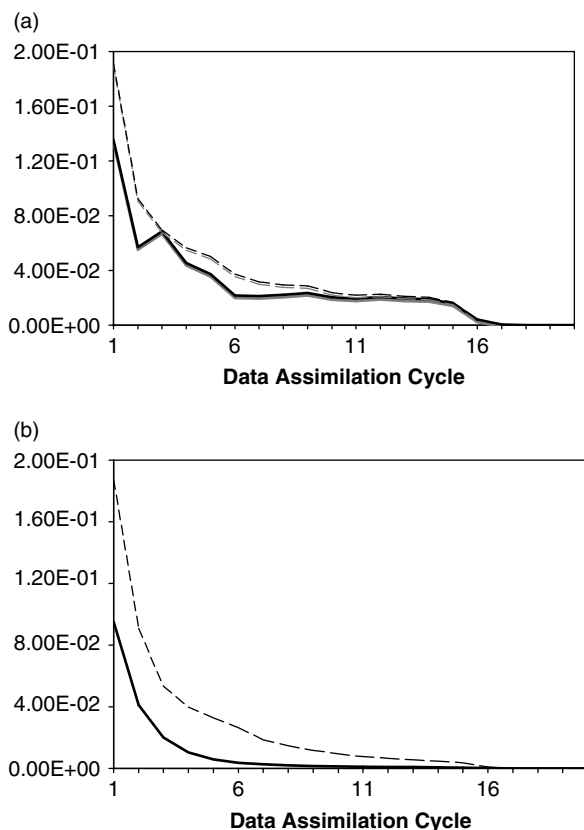 (a)
2.00E-01
1.60E-01
1.20E-01
8.00E-02
4.00E-02
0.00E+00
1 6 11 16
Data Assimilation Cycle
(b)
2.00E-01
1.60E-01
1.20E-01
8.00E-02
4.00E-02
0.00E+00
1 6 11 16
Data Assimilation Cycle